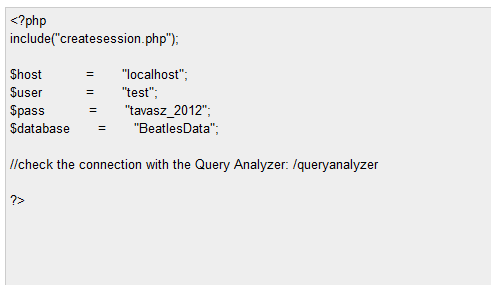 <?php
include("createsession.php");
$host = "localhost";
$user = "test";
$pass = "tavasz_2012";
$database = "BeatlesData";
//check the connection with the Query Analyzer: /queryanalyzer
?>